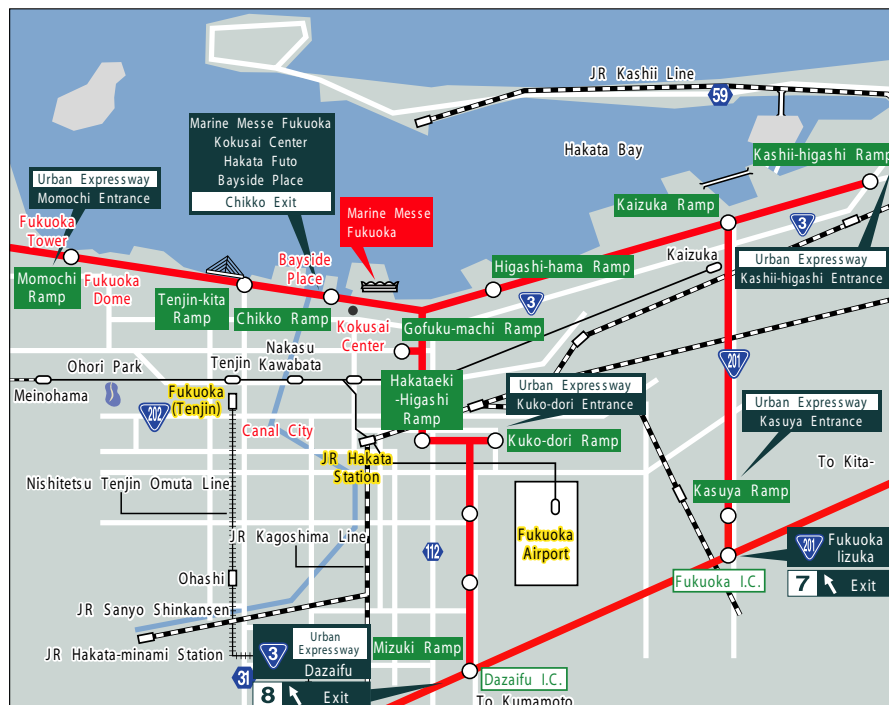 JR Kashii Line
59
Marine Messe Fukuoka
Kokusai Center
Hakata Futo
Bayside Place
Chikko Exit
Hakata Bay
Kashii-higashi Ramp
Urban Expressway
Momochi Entrance
Marine Messe
Fukuoka
Kaizuka Ramp
Fukuoka
Tower
3
Bayside
Place
Kaizuka
Higashi-hama Ramp
Urban Expressway
Kashii-higashi Entrance
Momochi
Ramp
Fukuoka
Dome
Tenjin-kita
Ramp
Chikko Ramp
3
Kokusai
Center
Gofuku-machi Ramp
Nakasu
Kawabata
Tenjin
Ohori Park
201
Meinohama
Fukuoka
(Tenjin)
Hakataeki
-Higashi
Ramp
Urban Expressway
Kuko-dori Entrance
Urban Expressway
Kasuya Entrance
202
Canal City
Kuko-dori Ramp
JR Hakata
Station
To Kita-
Nishitetsu Tenjin Omuta Line
Kasuya Ramp
JR Kagoshima Line
Fukuoka
Airport
112
201
Fukuoka
Iizuka
7
Exit
Ohashi
Fukuoka I.C.
JR Sanyo Shinkansen
Urban
Expressway
3
Dazaifu
Mizuki Ramp
JR Hakata-minami Station
31
8
Exit
Dazaifu I.C.
To Kumamoto